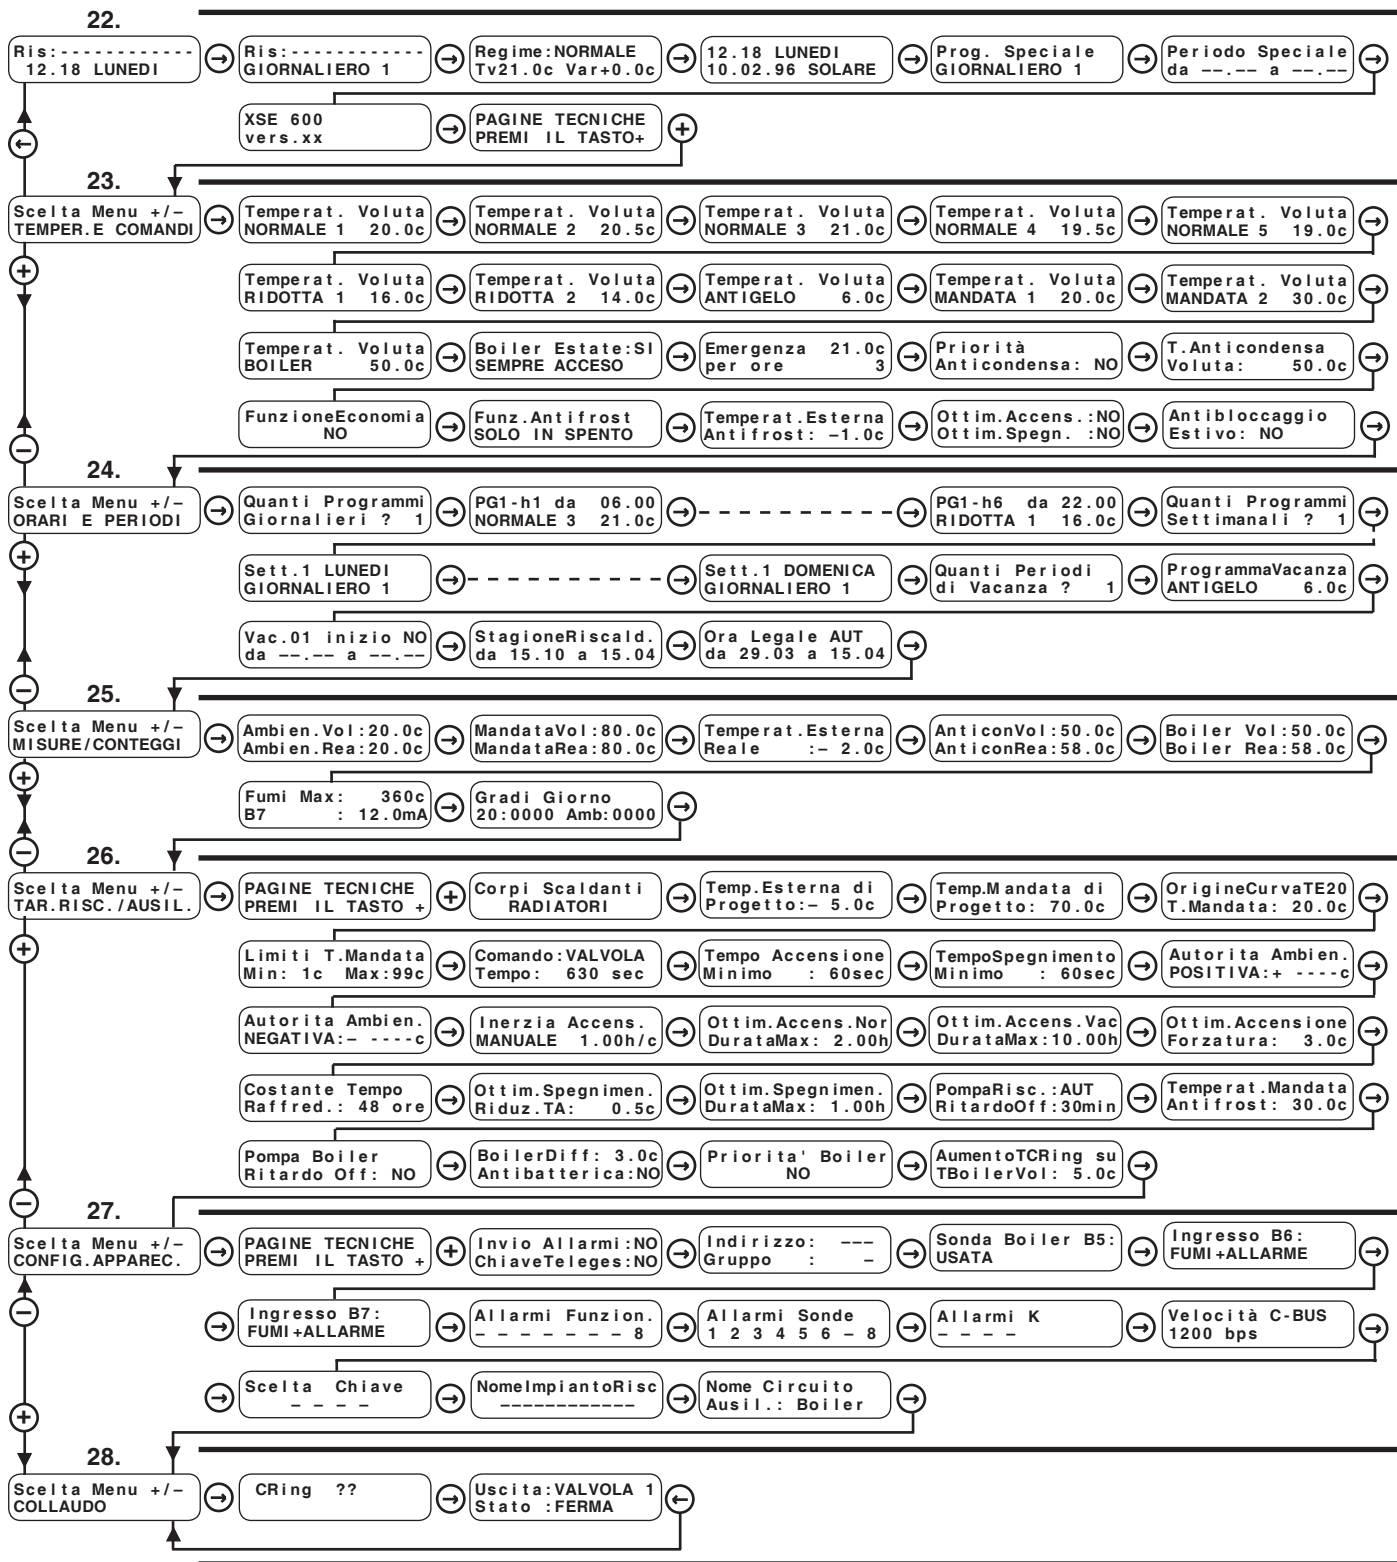 22.
Ris:------------
12.18 LUNEDI
Ris:------------
GIORNALIERO 1
Regime:NORMALE
Tv21.0c Var+0.0c
12.18 LUNEDI
10.02.96 SOLARE
Prog. Speciale
GIORNALIERO 1
Periodo Speciale
da --.-- a --.--
XSE 600
vers.xx
PAGINE TECNICHE
PREMI IL TASTO+
23.
Scelta Menu +/-
TEMPER.E COMANDI
Temperat. Voluta
NORMALE 1 20.0c
Temperat. Voluta
NORMALE 2 20.5c
Temperat. Voluta
NORMALE 3 21.0c
Temperat. Voluta
NORMALE 4 19.5c
Temperat. Voluta
NORMALE 5 19.0c
Temperat. Voluta
RIDOTTA 1 16.0c
Temperat. Voluta
RIDOTTA 2 14.0c
Temperat. Voluta
ANTIGELO 6.0c
Temperat. Voluta
MANDATA 1 20.0c
Temperat. Voluta
MANDATA 2 30.0c
Temperat. Voluta
BOILER 50.0c
Boiler Estate:SI
SEMPRE ACCESO
Emergenza 21.0c
per ore 3
Priorità
Anticondensa: NO
T.Anticondensa
Voluta: 50.0c
FunzioneEconomia
NO
Funz.Antifrost
SOLO IN SPENTO
Temperat.Esterna
Antifrost: -1.0c
Ottim.Accens.:NO
Ottim.Spegn. :NO
Antibloccaggio
Estivo: NO
24.
Scelta Menu +/-
ORARI E PERIODI
Quanti Programmi
Giornalieri ? 1
PG1-h1 da 06.00
NORMALE 3 21.0c
PG1-h6 da 22.00
RIDOTTA 1 16.0c
Quanti Programmi
Settimanali ? 1
Sett.1 LUNEDI
GIORNALIERO 1
Sett.1 DOMENICA
GIORNALIERO 1
Quanti Periodi
di Vacanza ? 1
ProgrammaVacanza
ANTIGELO 6.0c
Vac.01 inizio NO
da --.-- a --.--
StagioneRiscald.
da 15.10 a 15.04
Ora Legale AUT
da 29.03 a 15.04
25.
Scelta Menu +/-
MISURE/CONTEGGI
Ambien.Vol:20.0c
Ambien.Rea:20.0c
MandataVol:80.0c
MandataRea:80.0c
Temperat.Esterna
Reale :- 2.0c
AnticonVol:50.0c
AnticonRea:58.0c
Boiler Vol:50.0c
Boiler Rea:58.0c
Fumi Max: 360c
B7 : 12.0mA
Gradi Giorno
20:0000 Amb:0000
26.
Scelta Menu +/-
TAR.RISC./AUSIL.
PAGINE TECNICHE
PREMI IL TASTO +
Corpi Scaldanti
RADIATORI
Temp.Esterna di
Progetto:- 5.0c
Temp.Mandata di
Progetto: 70.0c
OrigineCurvaTE20
T.Mandata: 20.0c
Limiti T.Mandata
Min: 1c Max:99c
Comando:VALVOLA
Tempo: 630 sec
Tempo Accensione
Minimo : 60sec
TempoSpegnimento
Minimo : 60sec
Autorita Ambien.
POSITIVA:+ ----c
Autorita Ambien.
NEGATIVA:- ----c
Inerzia Accens.
MANUALE 1.00h/c
Ottim.Accens.Nor
DurataMax: 2.00h
Ottim.Accens.Vac
DurataMax:10.00h
Ottim.Accensione
Forzatura: 3.0c
Costante Tempo
Raffred.: 48 ore
Ottim.Spegnimen.
Riduz.TA: 0.5c
Ottim.Spegnimen.
DurataMax: 1.00h
PompaRisc.:AUT
RitardoOff:30min
Temperat.Mandata
Antifrost: 30.0c
Pompa Boiler
Ritardo Off: NO
BoilerDiff: 3.0c
Antibatterica:NO
Priorita' Boiler
NO
AumentoTCRing su
TBoilerVol: 5.0c
27.
Scelta Menu +/-
CONFIG.APPAREC.
PAGINE TECNICHE
PREMI IL TASTO +
Invio Allarmi:NO
ChiaveTeleges:NO
Indirizzo: ---
Gruppo : -
Sonda Boiler B5:
USATA
Ingresso B6:
FUMI+ALLARME
Ingresso B7:
FUMI+ALLARME
Allarmi Funzion.
- - - - - - - 8
Allarmi Sonde
1 2 3 4 5 6 - 8
Allarmi K
- - - -
Velocità C-BUS
1200 bps
Scelta Chiave
- - - -
NomeImpiantoRisc
------------
Nome Circuito
Ausil.: Boiler
28.
Scelta Menu +/-
COLLAUDO
CRing ??
Uscita:VALVOLA 1
Stato :FERMA